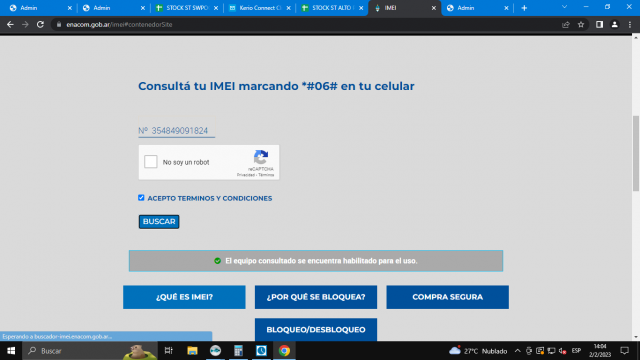 Admin
Admin
STOCK ST SWPO
Kerio Connect Cl
STOCK ST ALTO
IMEI
Admin
enacom.gob.ar/imei#contenedorSite
Consultá tu IMEI marcando *#06# en tu celular
Nº 354849091824
No soy un robot
reCAPTCHA
Privacidad - Términos
ACEPTO TERMINOS Y CONDICIONES
BUSCAR
El equipo consultado se encuentra habilitado para el uso.
¿QUÉ ES IMEI?
¿POR QUÉ SE BLOQUEA?
COMPRA SEGURA
BLOQUEO/DESBLOQUEO
Esperando a buscador-imei.enacom.gob.ar...
Buscar
27°C Nublado
ESP
14:04
2/2/2023